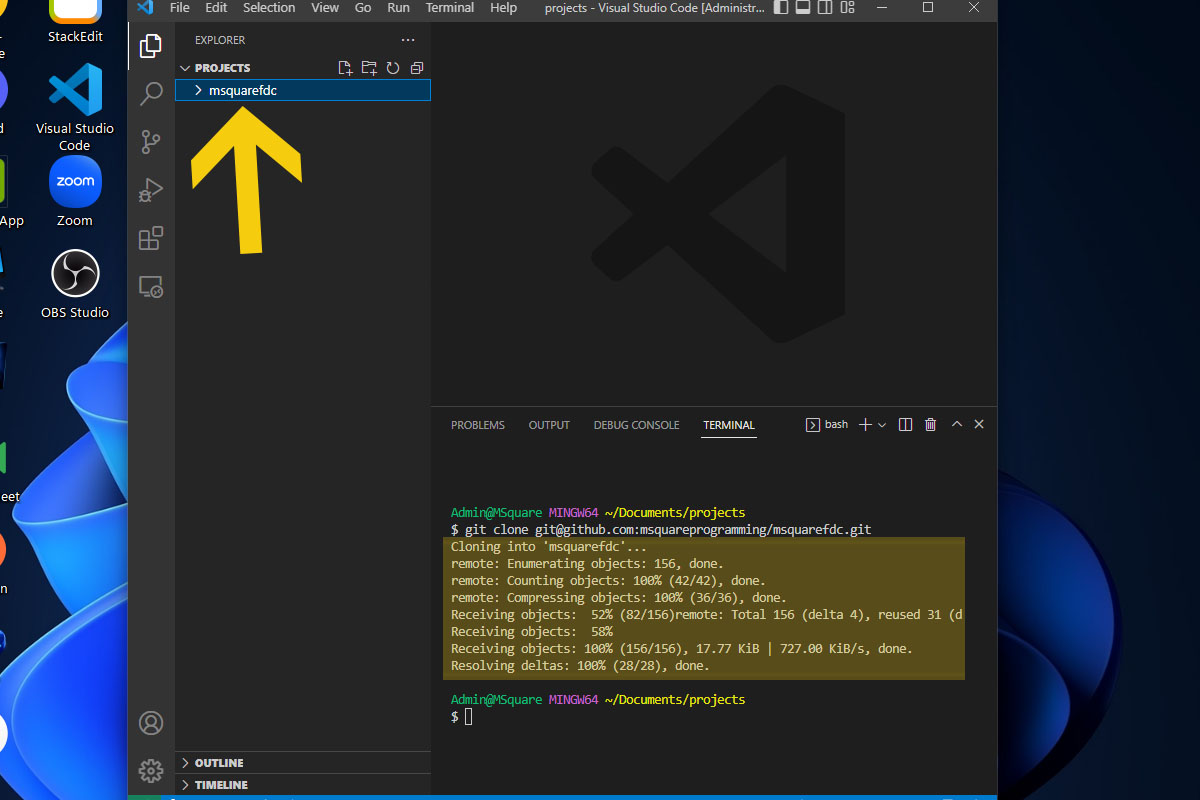 StackEdit
e
d
Visual Studio
Code
zoom
App
Zoom
e
OBS Studio
eet
n
File Edit Selection View Go Run Terminal Help projects - Visual Studio Code [Administr...
EXPLORER
PROJECTS
msquarefdc
OUTLINE
TIMELINE
PROBLEMS OUTPUT DEBUG CONSOLE TERMINAL bash
Admin@MSquare MINGW64 ~/Documents/projects
$ git clone git@github.com:msquareprogramming/msquarefdc.git
Cloning into 'msquarefdc'...
remote: Enumerating objects: 156, done.
remote: Counting objects: 100% (42/42), done.
remote: Compressing objects: 100% (36/36), done.
Receiving objects:  52% (82/156)remote: Total 156 (delta 4), reused 31 (d
Receiving objects:  58%
Receiving objects: 100% (156/156), 17.77 KiB | 727.00 KiB/s, done.
Resolving deltas: 100% (28/28), done.
Admin@MSquare MINGW64 ~/Documents/projects
$